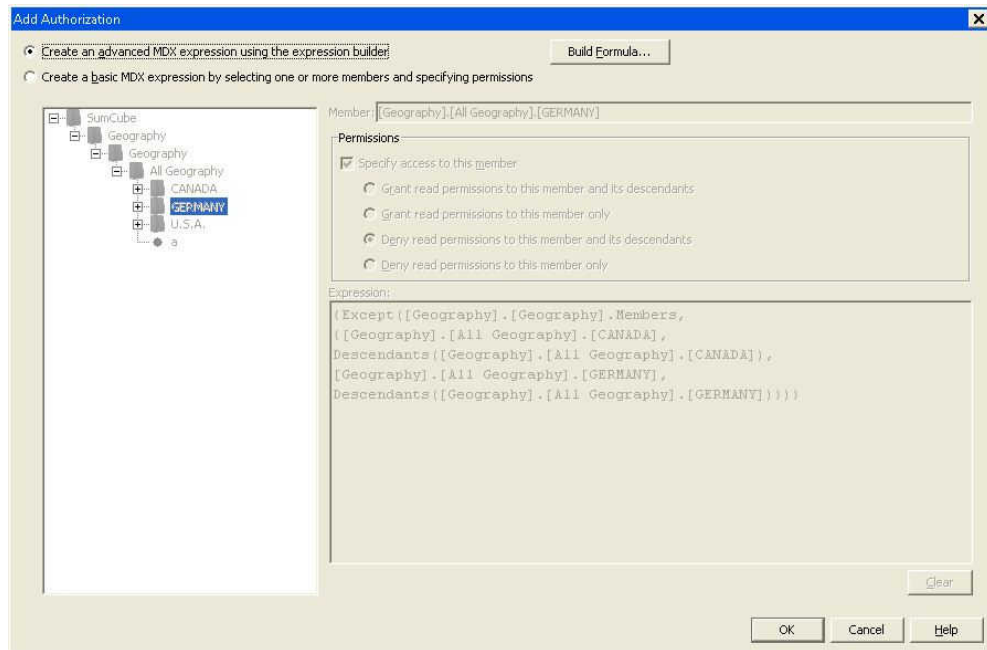 Add Authorization
Create an advanced MDX expression using the expression builder
Build Formula...
Create a basic MDX expression by selecting one or more members and specifying permissions
SumCube
Geography
Geography
All Geography
CANADA
GERMANY
U.S.A.
a
Member: [Geography].[All Geography].[GERMANY]
Permissions
Specify access to this member
Grant read permissions to this member and its descendants
Grant read permissions to this member only
Deny read permissions to this member and its descendants
Deny read permissions to this member only
Expression:
(Except([Geography].[Geography].Members,
([Geography].[All Geography].[CANADA],
Descendants([Geography].[All Geography].[CANADA]),
[Geography].[All Geography].[GERMANY],
Descendants([Geography].[All Geography].[GERMANY]))))
Clear
OK
Cancel
Help